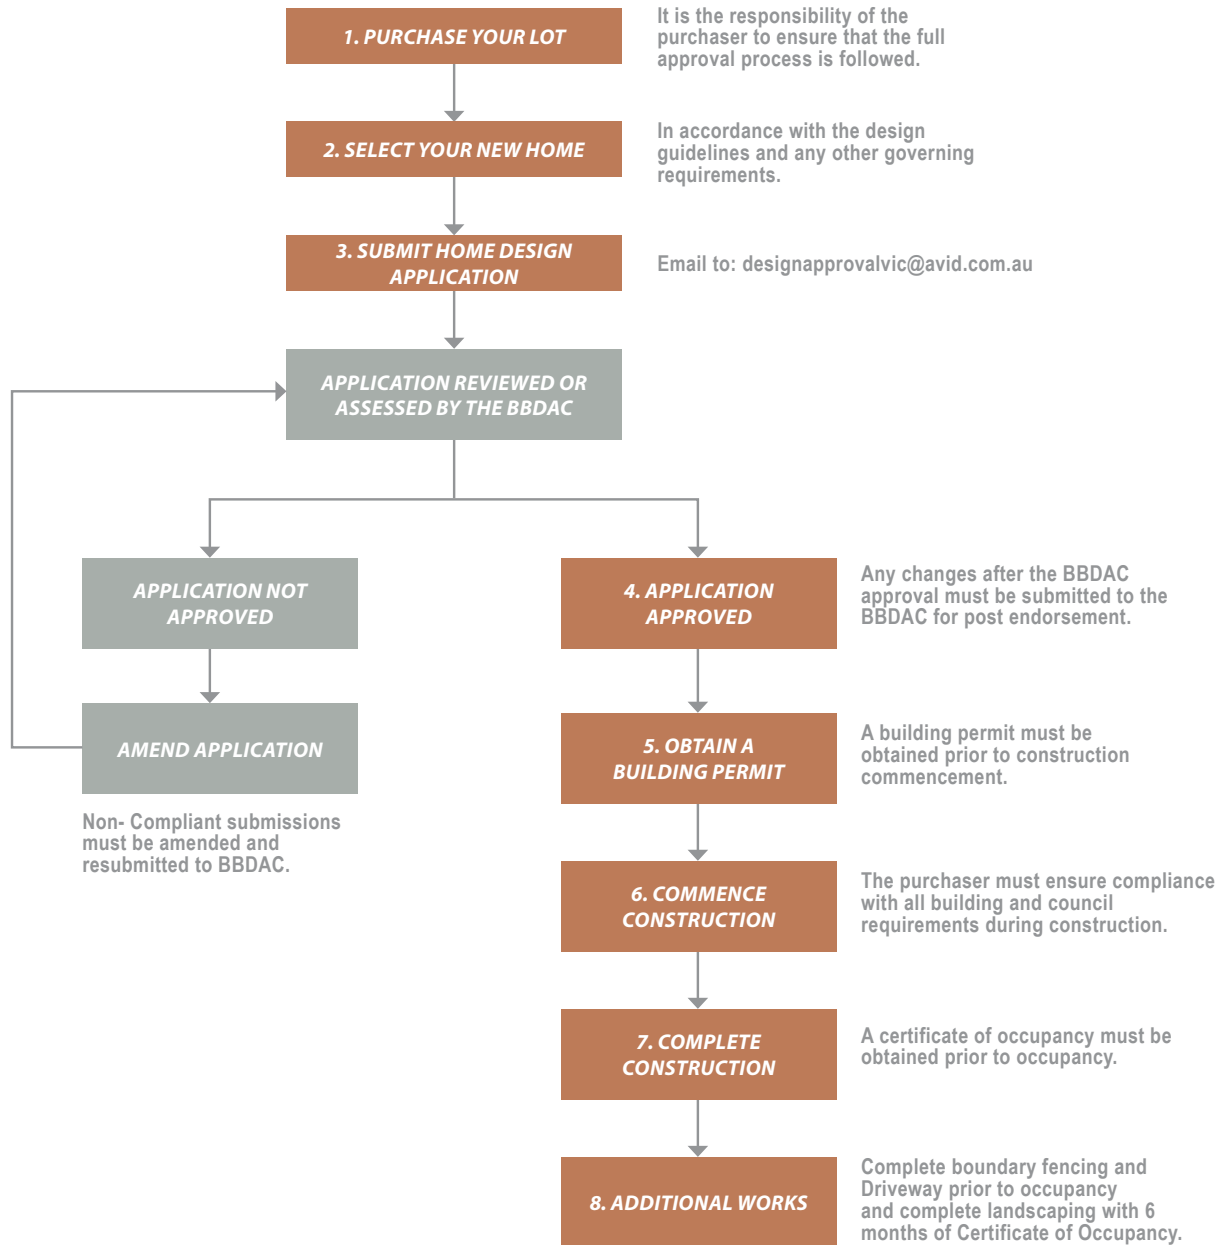 1. PURCHASE YOUR LOT
It is the responsibility of the
purchaser to ensure that the full
approval process is followed.
2. SELECT YOUR NEW HOME
In accordance with the design
guidelines and any other governing
requirements.
3. SUBMIT HOME DESIGN
APPLICATION
Email to: designapprovalvic@avid.com.au
APPLICATION REVIEWED OR
ASSESSED BY THE BBDAC
APPLICATION NOT
APPROVED
AMEND APPLICATION
Non- Compliant submissions
must be amended and
resubmitted to BBDAC.
4. APPLICATION
APPROVED
Any changes after the BBDAC
approval must be submitted to the
BBDAC for post endorsement.
5. OBTAIN A
BUILDING PERMIT
A building permit must be
obtained prior to construction
commencement.
6. COMMENCE
CONSTRUCTION
The purchaser must ensure compliance
with all building and council
requirements during construction.
7. COMPLETE
CONSTRUCTION
A certificate of occupancy must be
obtained prior to occupancy.
8. ADDITIONAL WORKS
Complete boundary fencing and
Driveway prior to occupancy
and complete landscaping with 6
months of Certificate of Occupancy.